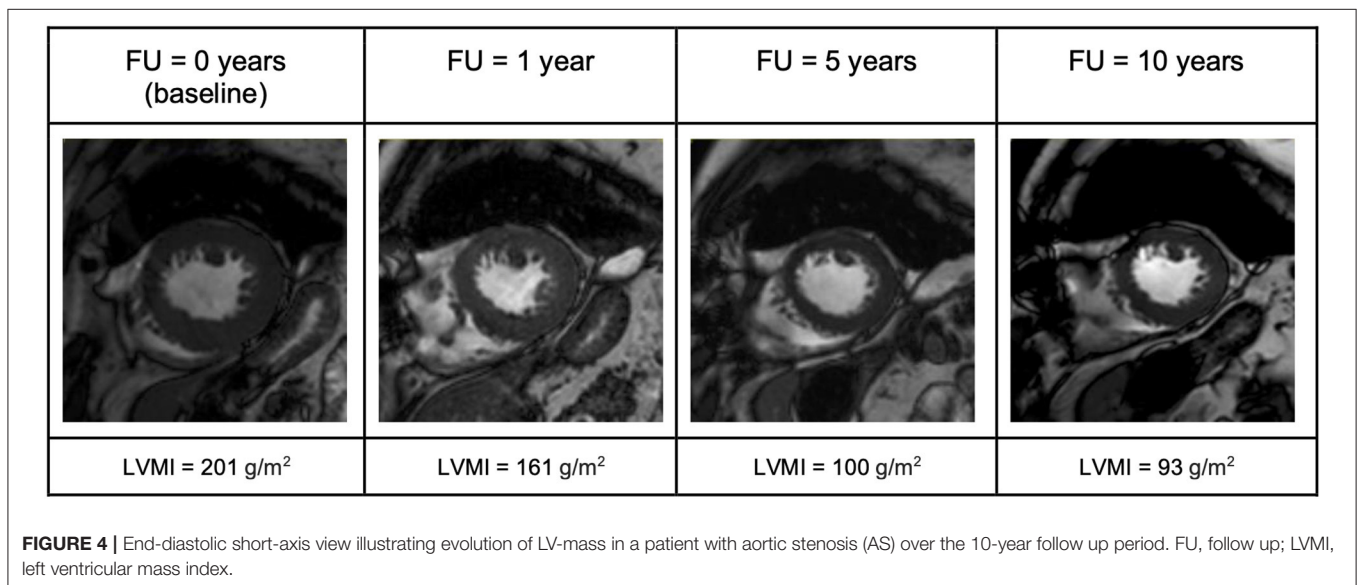 FU = 0 years
(baseline)
FU = 1 year
FU = 5 years
FU = 10 years
LVMI = 201 g/m²
LVMI = 161 g/m²
LVMI = 100 g/m²
LVMI = 93 g/m²
FIGURE 4 | End-diastolic short-axis view illustrating evolution of LV-mass in a patient with aortic stenosis (AS) over the 10-year follow up period. FU, follow up; LVMI,
left ventricular mass index.